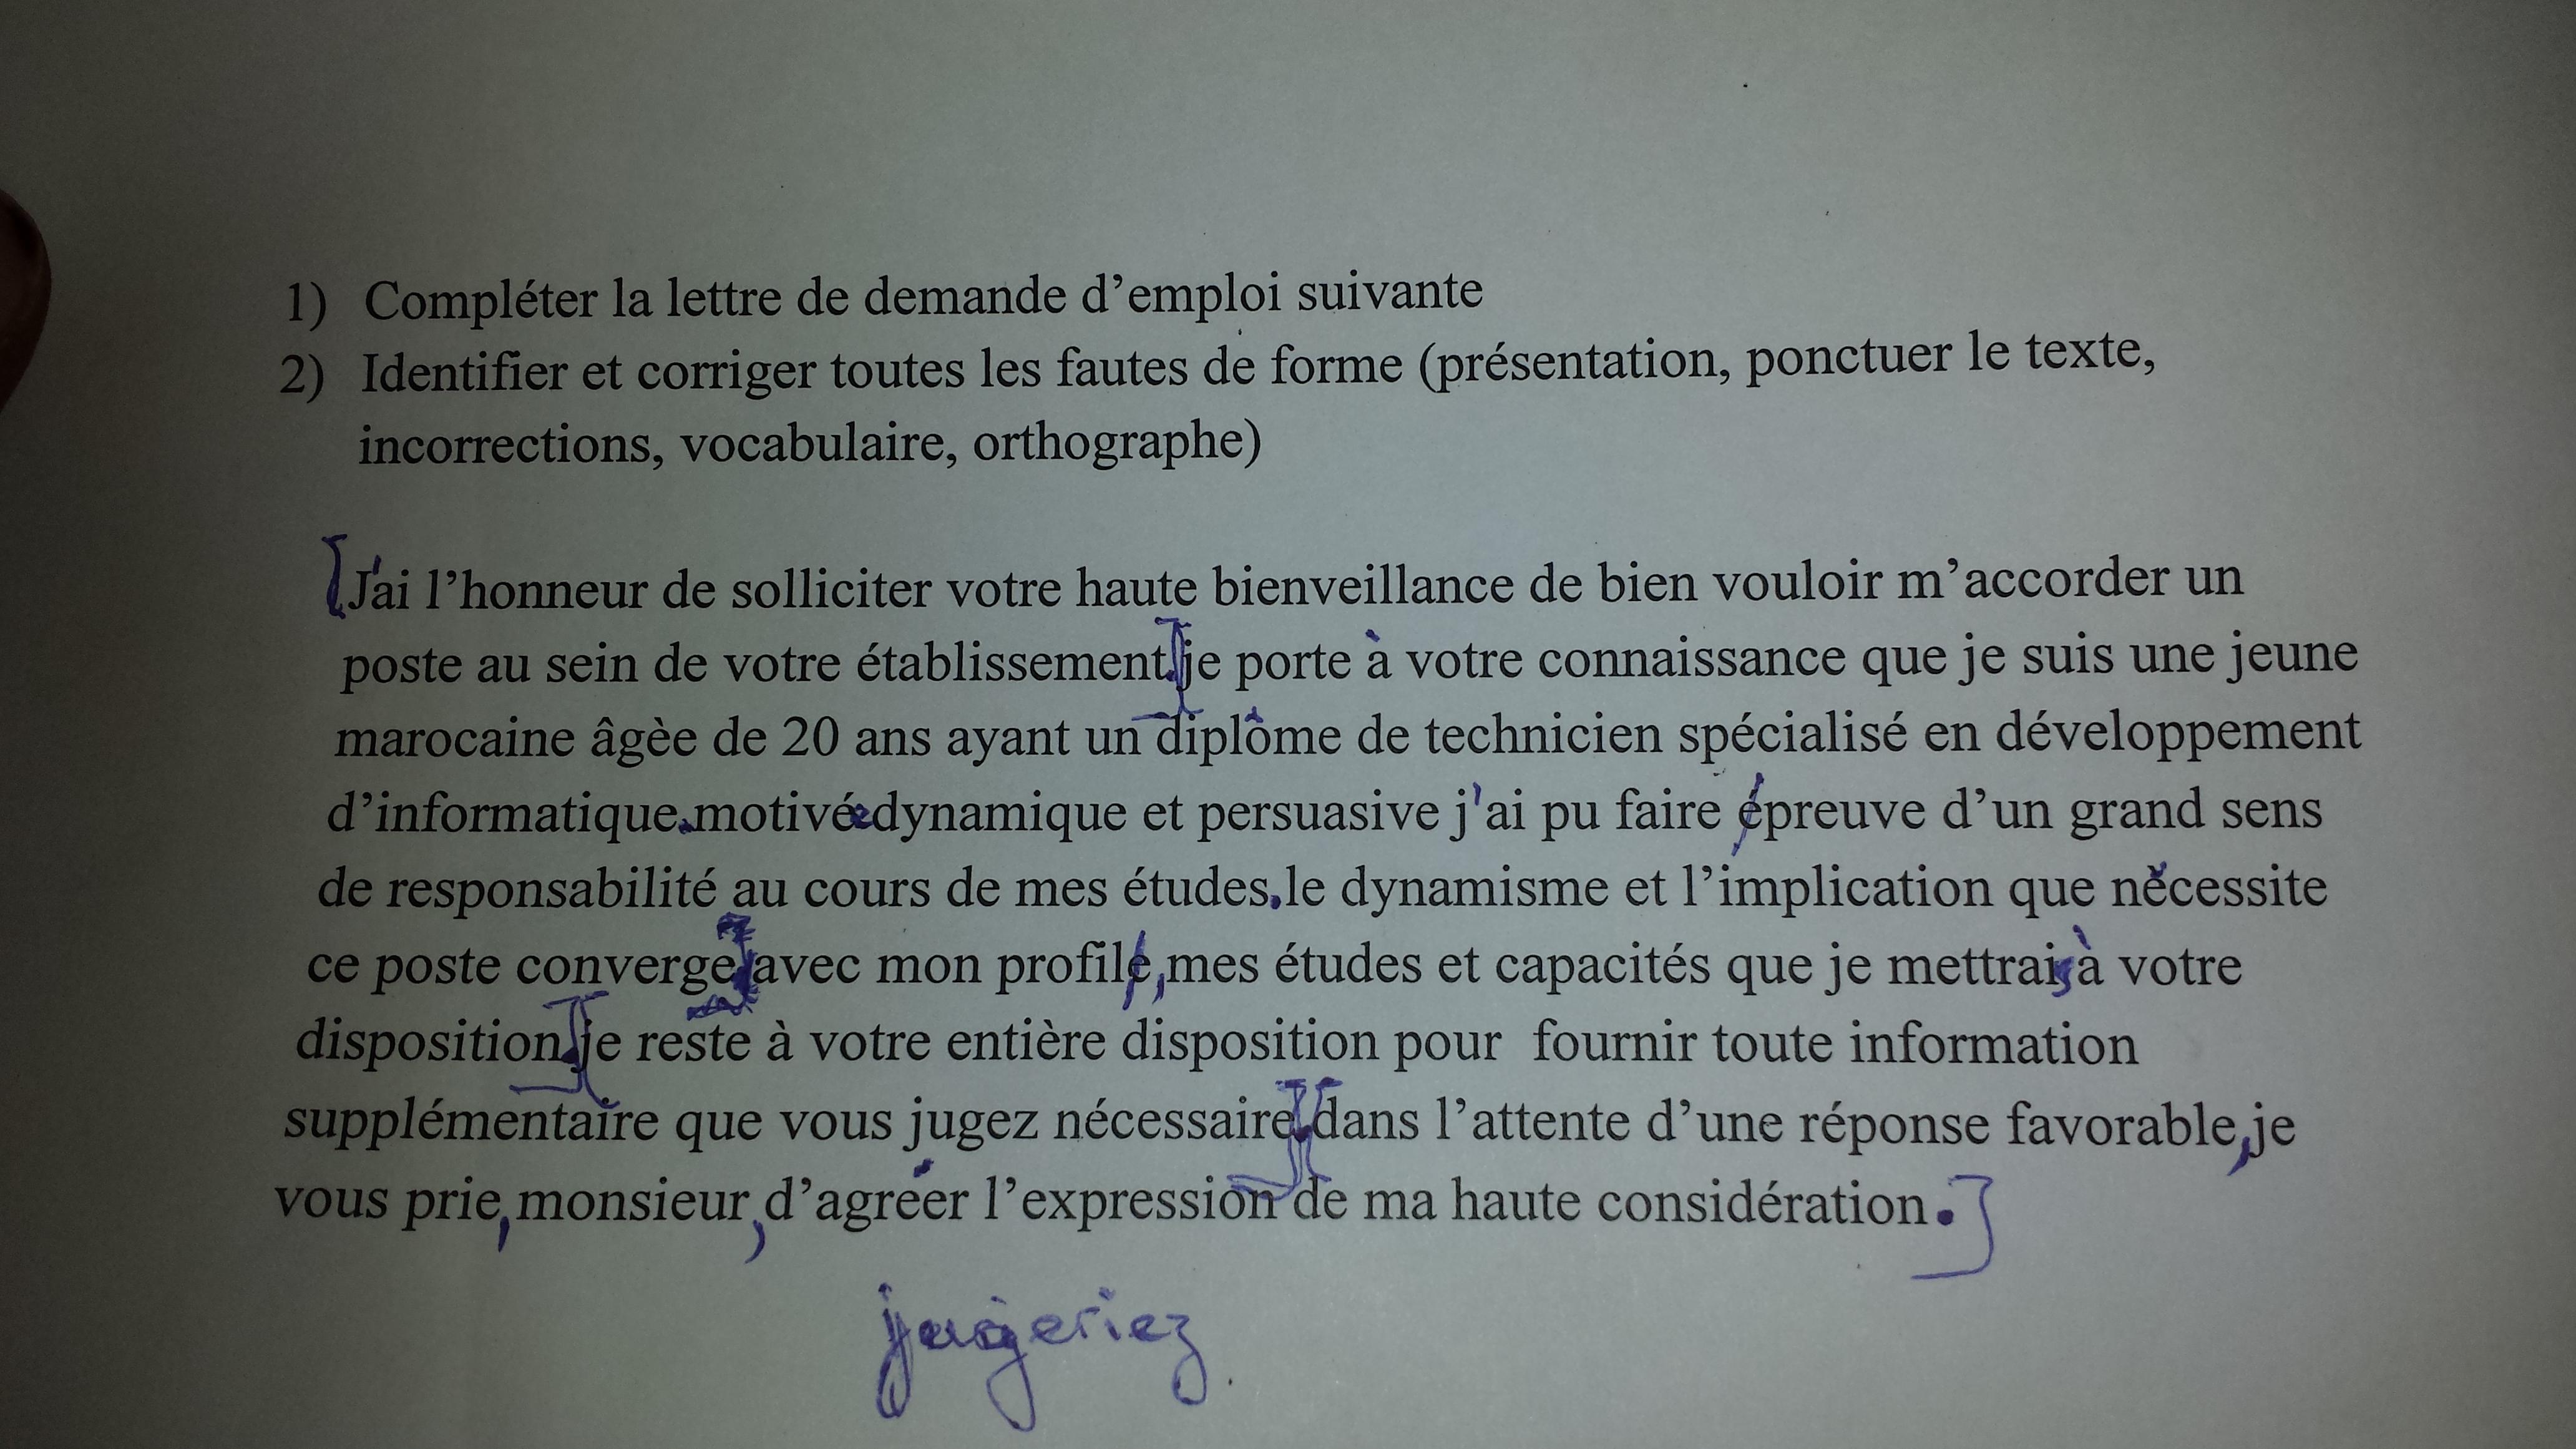 1) Compléter la lettre de demande d'emploi suivante
2) Identifier et corriger toutes les fautes de forme (présentation, ponctuer le texte,
incorrections, vocabulaire, orthographe)
[J'ai l'honneur de solliciter votre haute bienveillance de bien vouloir m'accorder un
poste au sein de votre établissement.]je porte à votre connaissance que je suis une jeune
marocaine âgèe de 20 ans ayant un diplôme de technicien spécialisé en développement
d'informatique.motivée dynamique et persuasive j'ai pu faire épreuve d'un grand sens
de responsabilité au cours de mes études.le dynamisme et l'implication que nécessite
ce poste converge avec mon profile,mes études et capacités que je mettrais à votre
disposition.[je reste à votre entière disposition pour fournir toute information
supplémentaire que vous jugez nécessaire.][dans l'attente d'une réponse favorable,je
vous prie,monsieur,d'agréer l'expression de ma haute considération.]
jugeriez